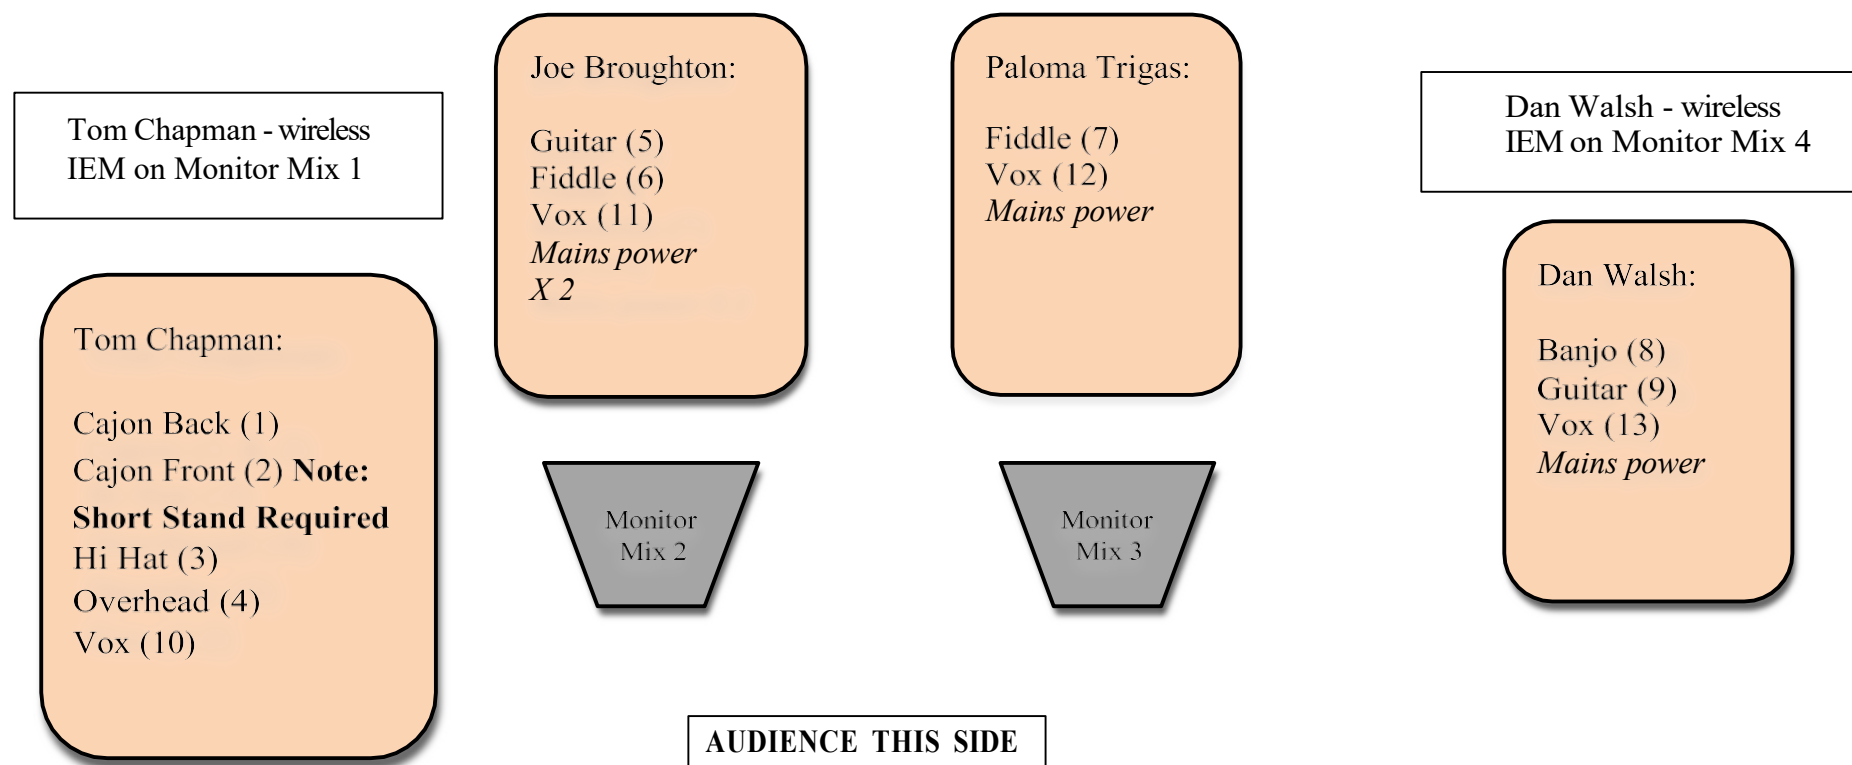 Tom Chapman - wireless
IEM on Monitor Mix 1
Tom Chapman:
Cajon Back (1)
Cajon Front (2) Note:
Short Stand Required
Hi Hat (3)
Overhead (4)
Vox (10)
Joe Broughton:
Guitar (5)
Fiddle (6)
Vox (11)
Mains power
X 2
Monitor
Mix 2
Paloma Trigas:
Fiddle (7)
Vox (12)
Mains power
Monitor
Mix 3
Dan Walsh - wireless
IEM on Monitor Mix 4
Dan Walsh:
Banjo (8)
Guitar (9)
Vox (13)
Mains power
AUDIENCE THIS SIDE